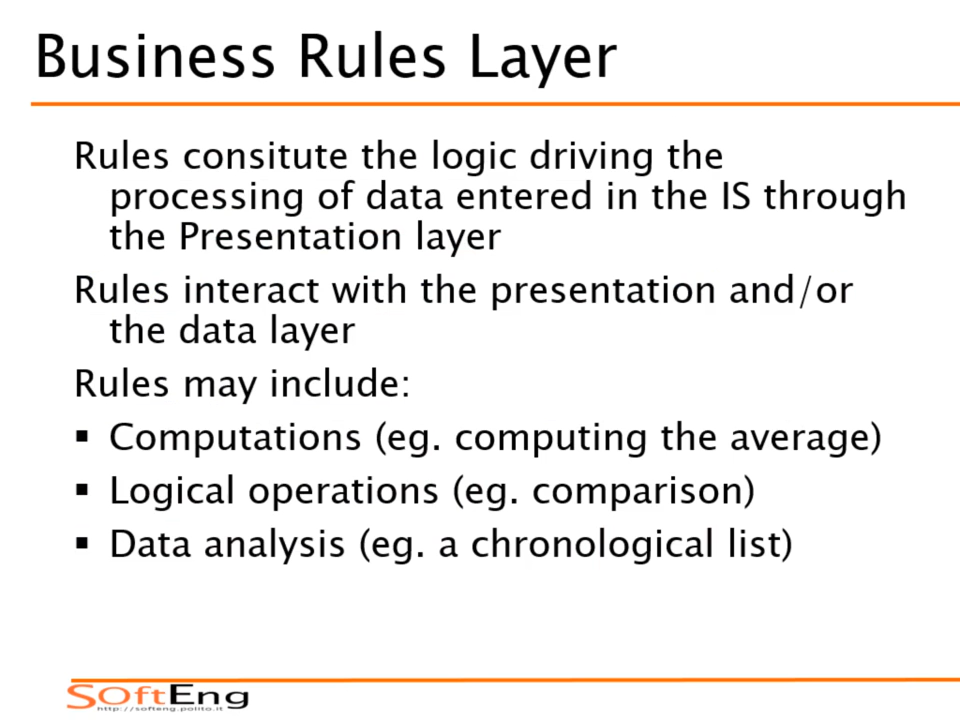 Business Rules Layer
Rules consitute the logic driving the
processing of data entered in the IS through
the Presentation layer
Rules interact with the presentation and/or
the data layer
Rules may include:
▪ Computations (eg. computing the average)
▪ Logical operations (eg. comparison)
▪ Data analysis (eg. a chronological list)
SOftEng
http://softeng.polito.it